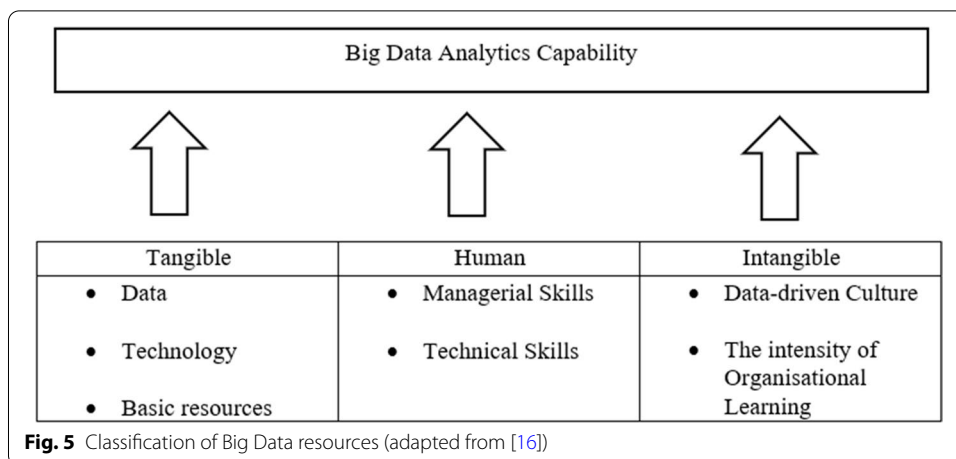 Big Data Analytics Capability
Tangible Human Intangible
• Data • Managerial Skills • Data-driven Culture
• Technology • Technical Skills • The intensity of
Organisational
• Basic resources Learning
Fig. 5 Classification of Big Data resources (adapted from [16])